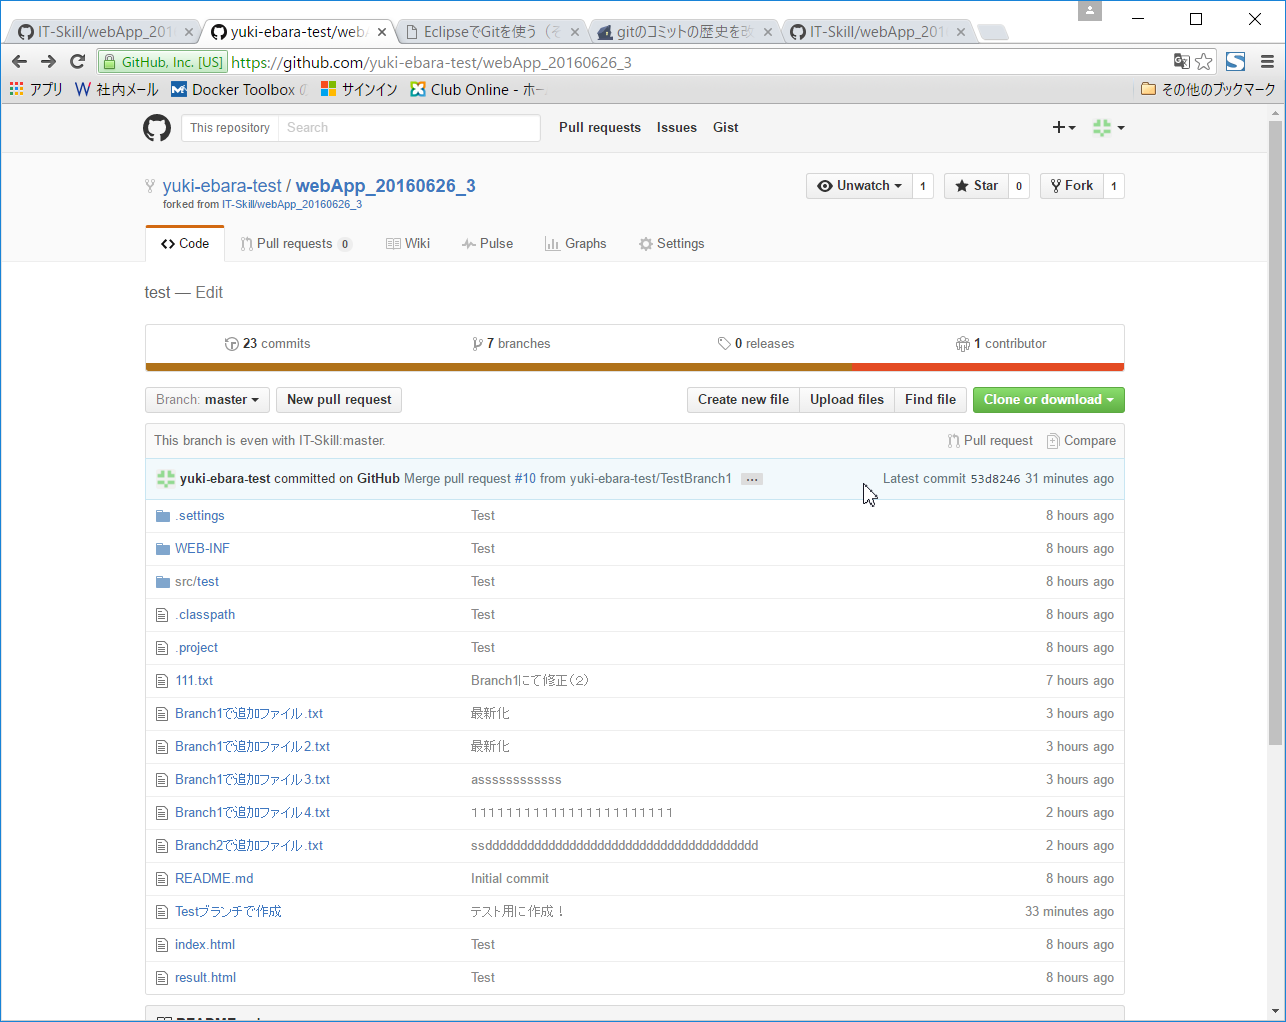 IT-Skill/webApp_201
yuki-ebara-test/web
EclipseでGitを使う(そ
gitのコミットの歴史を改
IT-Skill/webApp_201
GitHub, Inc. [US] https://github.com/yuki-ebara-test/webApp_20160626_3
アプリ 社内メール Docker Toolbox サインイン Club Online - ホー その他のブックマーク
This repository Search Pull requests Issues Gist
yuki-ebara-test / webApp_20160626_3 Unwatch 1 Star 0 Fork 1
forked from IT-Skill/webApp_20160626_3
Code Pull requests 0 Wiki Pulse Graphs Settings
test — Edit
23 commits 7 branches 0 releases 1 contributor
Branch: master New pull request Create new file Upload files Find file Clone or download
This branch is even with IT-Skill:master. Pull request Compare
yuki-ebara-test committed on GitHub Merge pull request #10 from yuki-ebara-test/TestBranch1 … Latest commit 53d8246 31 minutes ago
.settings Test 8 hours ago
WEB-INF Test 8 hours ago
src/test Test 8 hours ago
.classpath Test 8 hours ago
.project Test 8 hours ago
111.txt Branch1にて修正(2) 7 hours ago
Branch1で追加ファイル.txt 最新化 3 hours ago
Branch1で追加ファイル2.txt 最新化 3 hours ago
Branch1で追加ファイル3.txt asssssssssssss 3 hours ago
Branch1で追加ファイル4.txt 11111111111111111111111 2 hours ago
Branch2で追加ファイル.txt ssddddddddddddddddddddddddddddddddddddddd 2 hours ago
README.md Initial commit 8 hours ago
Testブランチで作成 テスト用に作成! 33 minutes ago
index.html Test 8 hours ago
result.html Test 8 hours ago